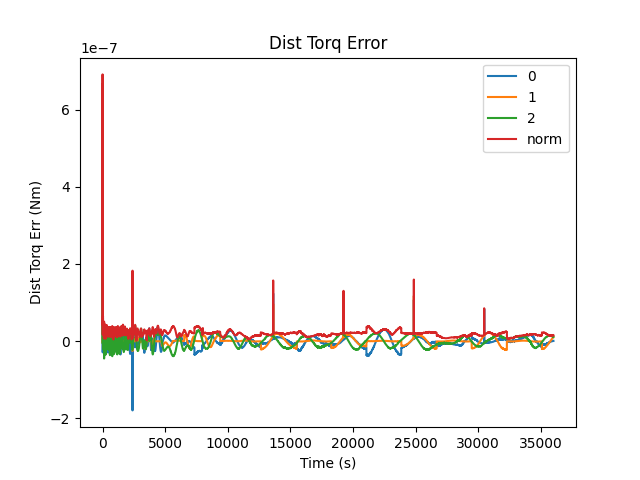 Dist Torq Error
1e−7
6
4
2
0
−2
Dist Torq Err (Nm)
0
1
2
norm
0 5000 10000 15000 20000 25000 30000 35000
Time (s)